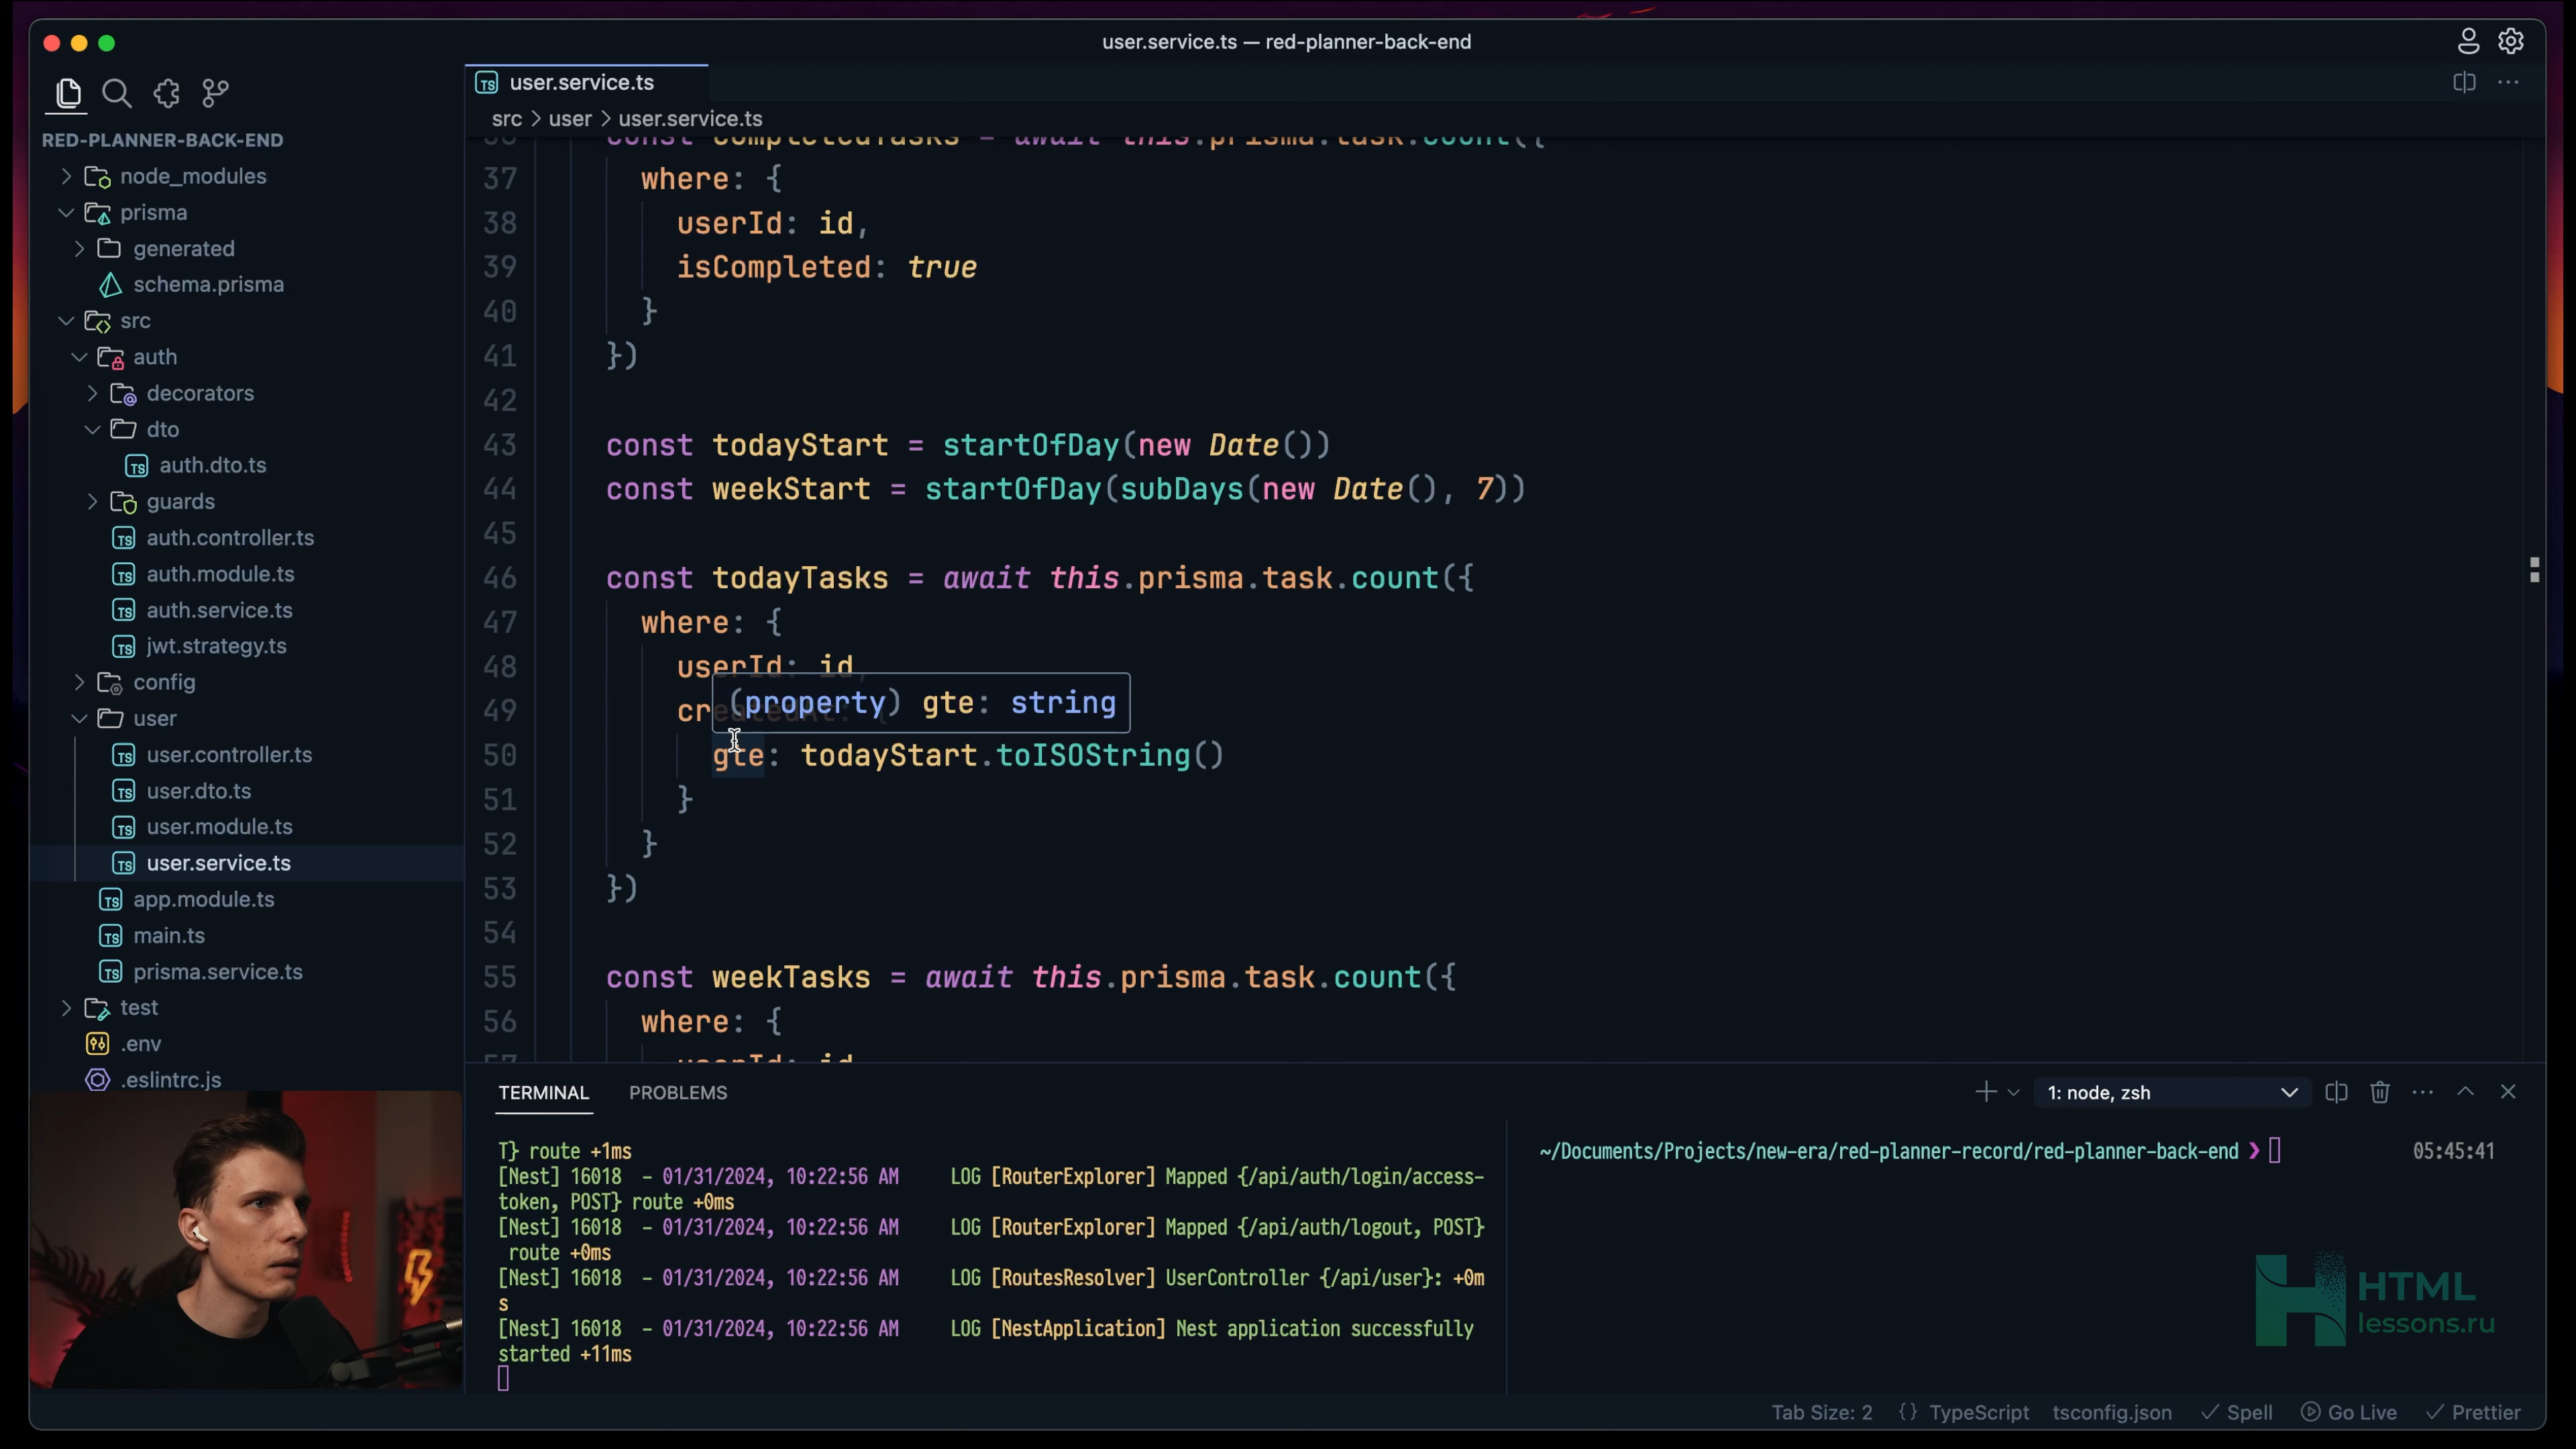 user.service.ts — red-planner-back-end
user.service.ts
src > user > user.service.ts
RED-PLANNER-BACK-END
node_modules
prisma
generated
schema.prisma
src
auth
decorators
dto
auth.dto.ts
guards
auth.controller.ts
auth.module.ts
auth.service.ts
jwt.strategy.ts
config
user
user.controller.ts
user.dto.ts
user.module.ts
user.service.ts
app.module.ts
main.ts
prisma.service.ts
test
.env
.eslintrc.js
36 const completedTasks = await this.prisma.task.count({
37 where: {
38 userId: id,
39 isCompleted: true
40 }
41 })
42
43 const todayStart = startOfDay(new Date())
44 const weekStart = startOfDay(subDays(new Date(), 7))
45
46 const todayTasks = await this.prisma.task.count({
47 where: {
48 userId: id,
(property) gte: string
49 createdAt: {
50 gte: todayStart.toISOString()
51 }
52 }
53 })
54
55 const weekTasks = await this.prisma.task.count({
56 where: {
57 userId: id
TERMINAL PROBLEMS
1: node, zsh
T} route +1ms
[Nest] 16018 - 01/31/2024, 10:22:56 AM LOG [RouterExplorer] Mapped {/api/auth/login/access-
token, POST} route +0ms
[Nest] 16018 - 01/31/2024, 10:22:56 AM LOG [RouterExplorer] Mapped {/api/auth/logout, POST}
route +0ms
[Nest] 16018 - 01/31/2024, 10:22:56 AM LOG [RoutesResolver] UserController {/api/user}: +0m
s
[Nest] 16018 - 01/31/2024, 10:22:56 AM LOG [NestApplication] Nest application successfully
started +11ms
~/Documents/Projects/new-era/red-planner-record/red-planner-back-end ❯ 05:45:41
HTML
lessons.ru
Tab Size: 2 {} TypeScript tsconfig.json ✓ Spell Go Live ✓ Prettier